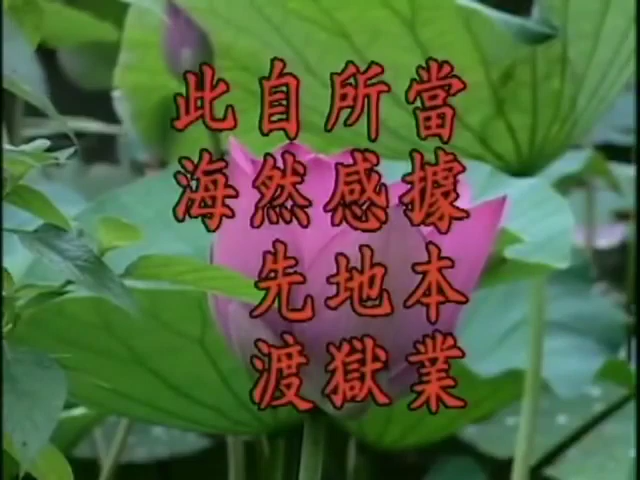 當據本業
所感地獄
自然先渡
此海